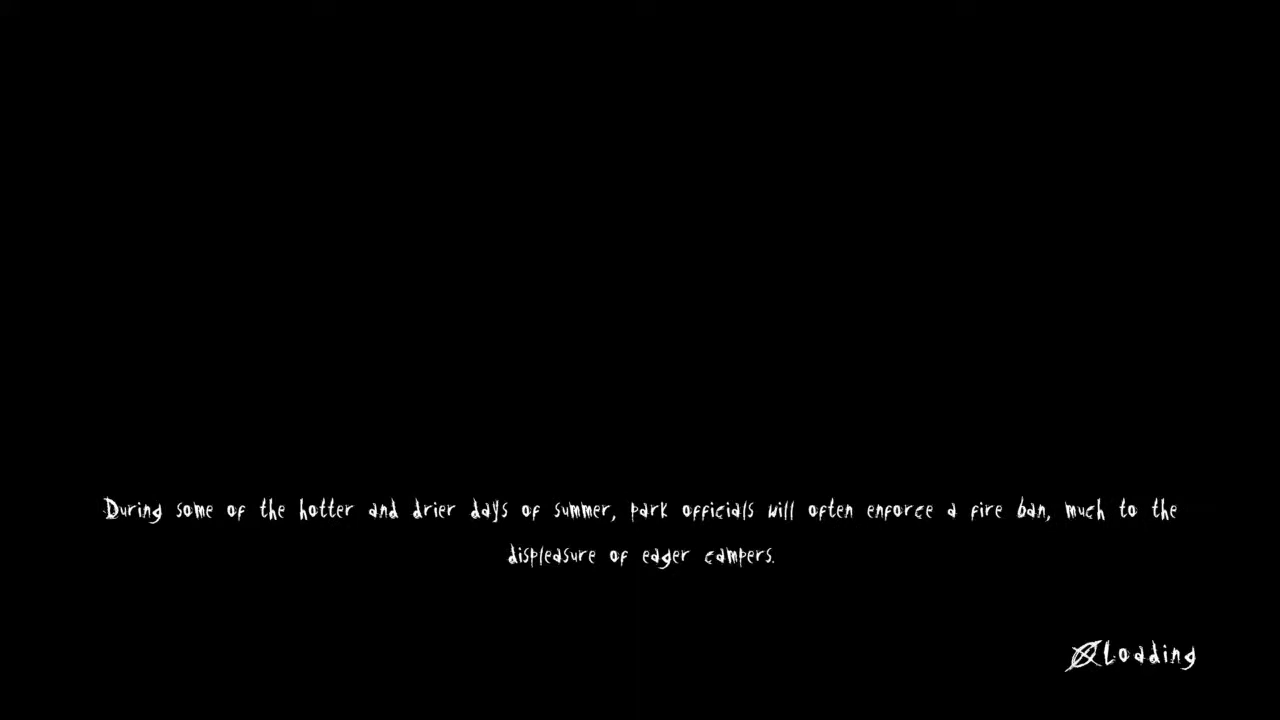 During some of the hotter and drier days of summer, park officials will often enforce a fire ban, much to the
displeasure of eager campers.
Loading